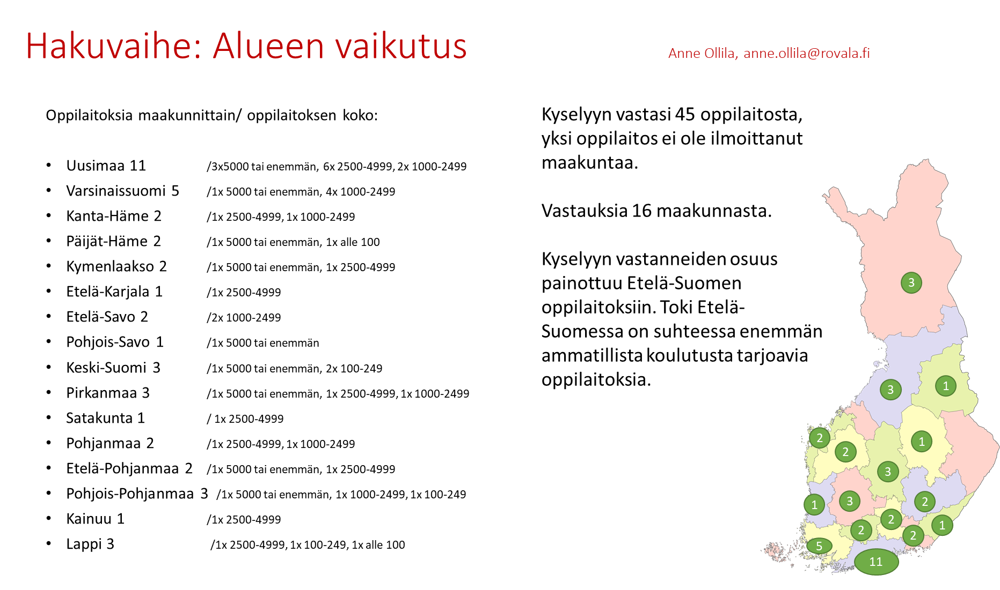 Hakuvaihe: Alueen vaikutus
Anne Ollila, anne.ollila@rovala.fi
Oppilaitoksia maakunnittain/ oppilaitoksen koko:
• Uusimaa 11 /3x5000 tai enemmän, 6x 2500-4999, 2x 1000-2499
• Varsinaissuomi 5 /1x 5000 tai enemmän, 4x 1000-2499
• Kanta-Häme 2 /1x 2500-4999, 1x 1000-2499
• Päijät-Häme 2 /1x 5000 tai enemmän, 1x alle 100
• Kymenlaakso 2 /1x 5000 tai enemmän, 1x 2500-4999
• Etelä-Karjala 1 /1x 2500-4999
• Etelä-Savo 2 /2x 1000-2499
• Pohjois-Savo 1 /1x 5000 tai enemmän
• Keski-Suomi 3 /1x 5000 tai enemmän, 2x 100-249
• Pirkanmaa 3 /1x 5000 tai enemmän, 1x 2500-4999, 1x 1000-2499
• Satakunta 1 / 1x 2500-4999
• Pohjanmaa 2 /1x 2500-4999, 1x 1000-2499
• Etelä-Pohjanmaa 2 /1x 5000 tai enemmän, 1x 2500-4999
• Pohjois-Pohjanmaa 3 /1x 5000 tai enemmän, 1x 1000-2499, 1x 100-249
• Kainuu 1 /1x 2500-4999
• Lappi 3 /1x 2500-4999, 1x 100-249, 1x alle 100
Kyselyyn vastasi 45 oppilaitosta,
yksi oppilaitos ei ole ilmoittanut
maakuntaa.
Vastauksia 16 maakunnasta.
Kyselyyn vastanneiden osuus
painottuu Etelä-Suomen
oppilaitoksiin. Toki Etelä-
Suomessa on suhteessa enemmän
ammatillista koulutusta tarjoavia
oppilaitoksia.
3
3
1
2
2
1
3
1
3
2
2
2
2
1
5
11